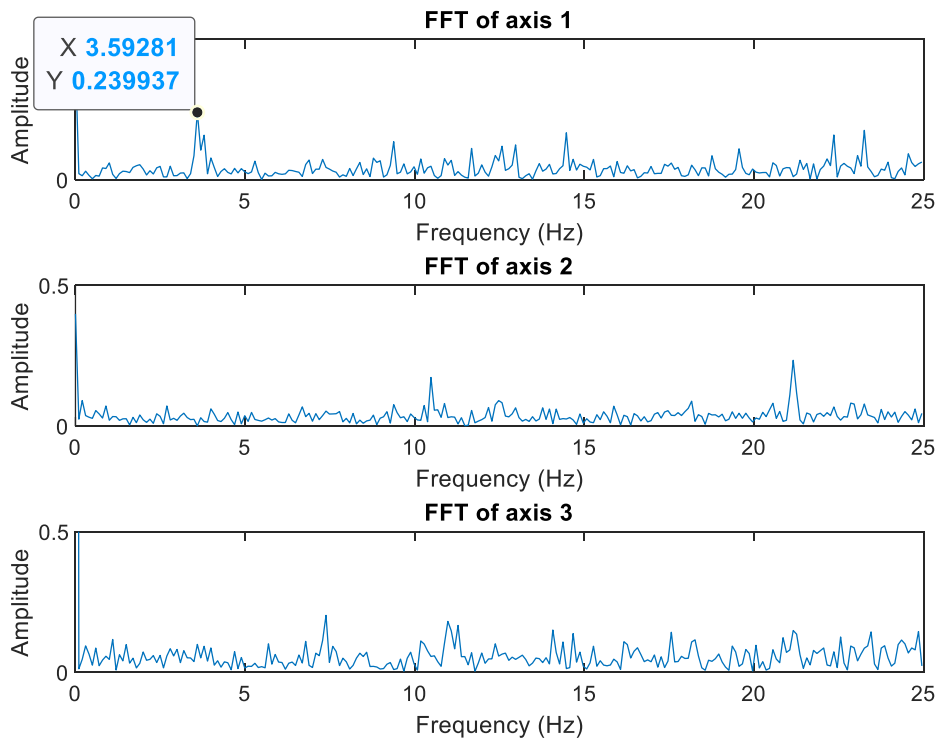 FFT of axis 1
X 3.59281
Y 0.239937
Amplitude
0
0 5 10 15 20 25
Frequency (Hz)
FFT of axis 2
0.5
Amplitude
0
0 5 10 15 20 25
Frequency (Hz)
FFT of axis 3
0.5
Amplitude
0
0 5 10 15 20 25
Frequency (Hz)